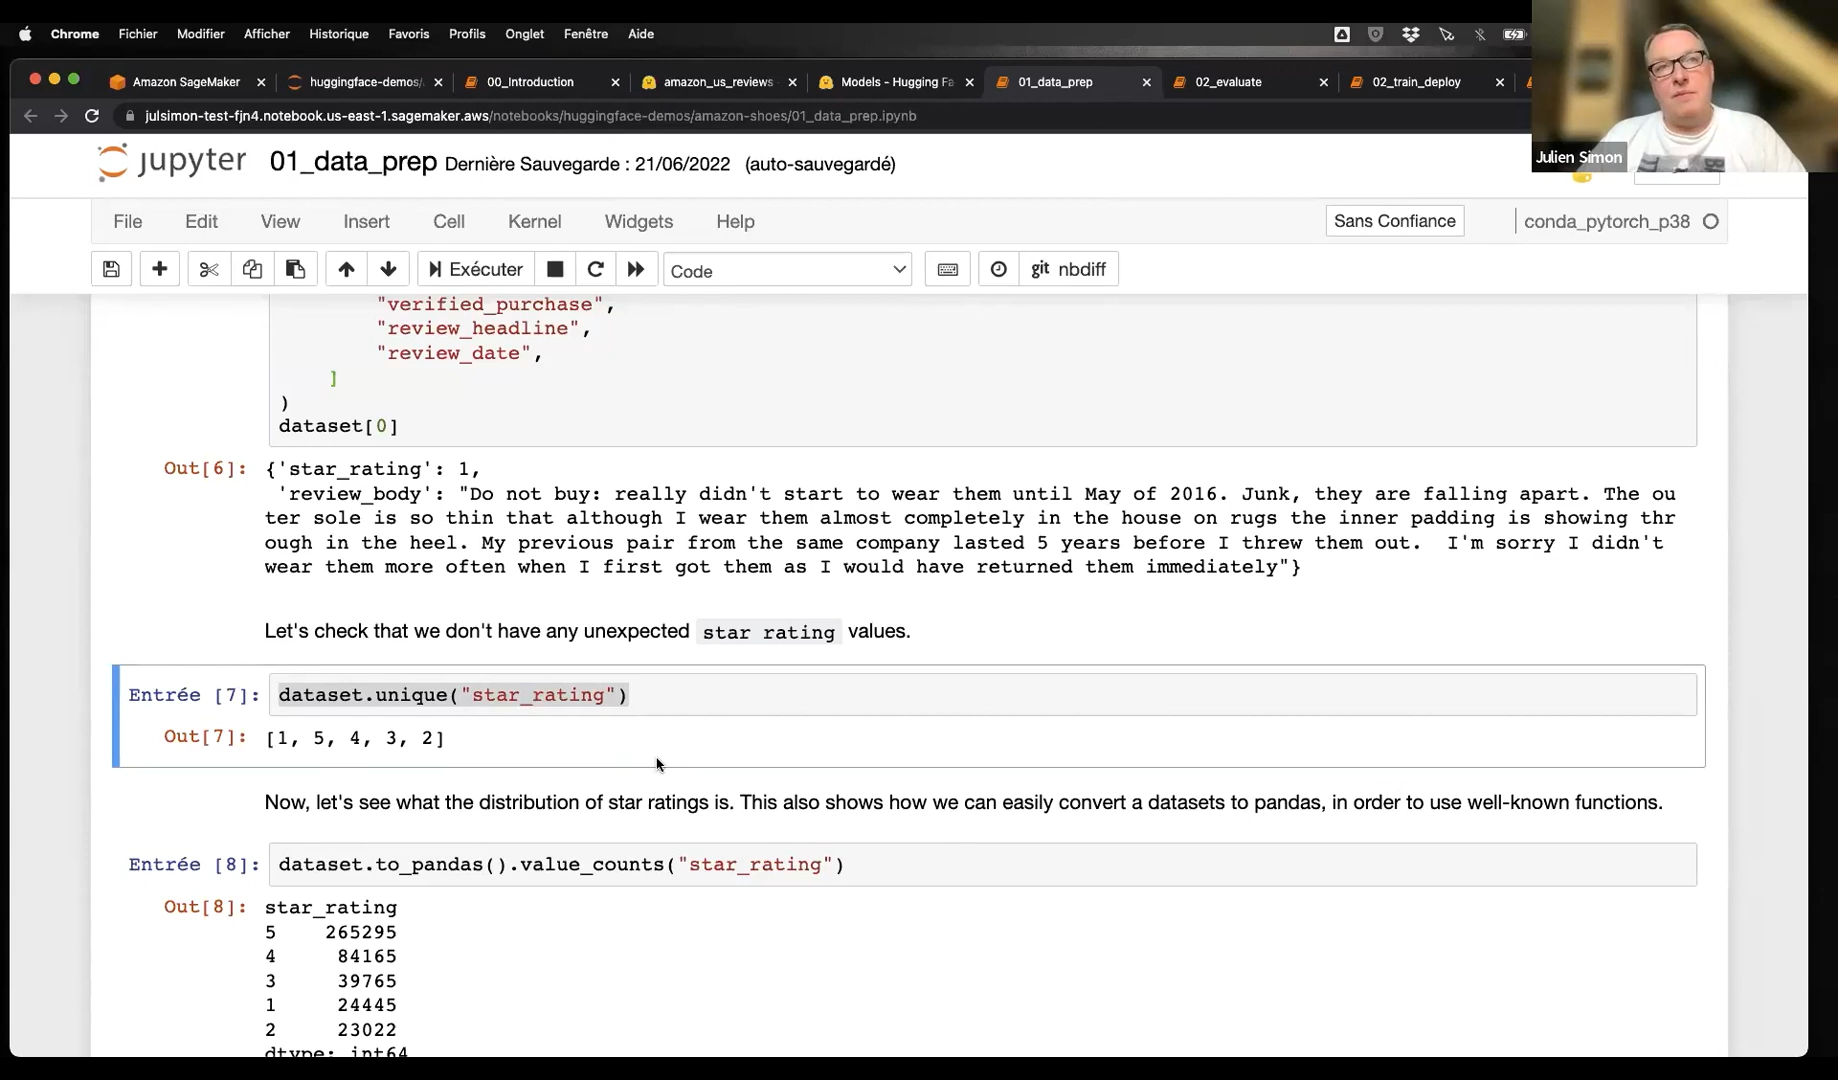 Chrome Fichier Modifier Afficher Historique Favoris Profils Onglet Fenêtre Aide
Amazon SageMaker huggingface-demos/ 00_Introduction amazon_us_reviews Models - Hugging Fa 01_data_prep 02_evaluate 02_train_deploy
julsimon-test-fjn4.notebook.us-east-1.sagemaker.aws/notebooks/huggingface-demos/amazon-shoes/01_data_prep.ipynb
Julien Simon
jupyter 01_data_prep Dernière Sauvegarde : 21/06/2022 (auto-sauvegardé)
File Edit View Insert Cell Kernel Widgets Help Sans Confiance conda_pytorch_p38
Exécuter Code git nbdiff
"verified_purchase",
"review_headline",
"review_date",
]
)
dataset[0]
Out[6]: {'star_rating': 1,
'review_body': "Do not buy: really didn't start to wear them until May of 2016. Junk, they are falling apart. The ou
ter sole is so thin that although I wear them almost completely in the house on rugs the inner padding is showing thr
ough in the heel. My previous pair from the same company lasted 5 years before I threw them out.  I'm sorry I didn't
wear them more often when I first got them as I would have returned them immediately"}
Let's check that we don't have any unexpected star rating values.
Entrée [7]: dataset.unique("star_rating")
Out[7]: [1, 5, 4, 3, 2]
Now, let's see what the distribution of star ratings is. This also shows how we can easily convert a datasets to pandas, in order to use well-known functions.
Entrée [8]: dataset.to_pandas().value_counts("star_rating")
Out[8]: star_rating
5 265295
4 84165
3 39765
1 24445
2 23022
dtype: int64